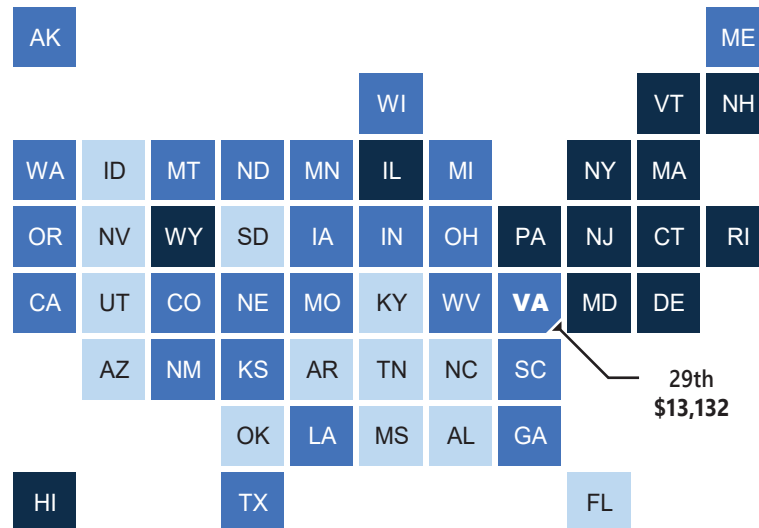 AK ME
WI VT NH
WA ID MT ND MN IL MI NY MA
OR NV WY SD IA IN OH PA NJ CT RI
CA UT CO NE MO KY WV VA MD DE
AZ NM KS AR TN NC SC
29th
$13,132
OK LA MS AL GA
HI TX FL